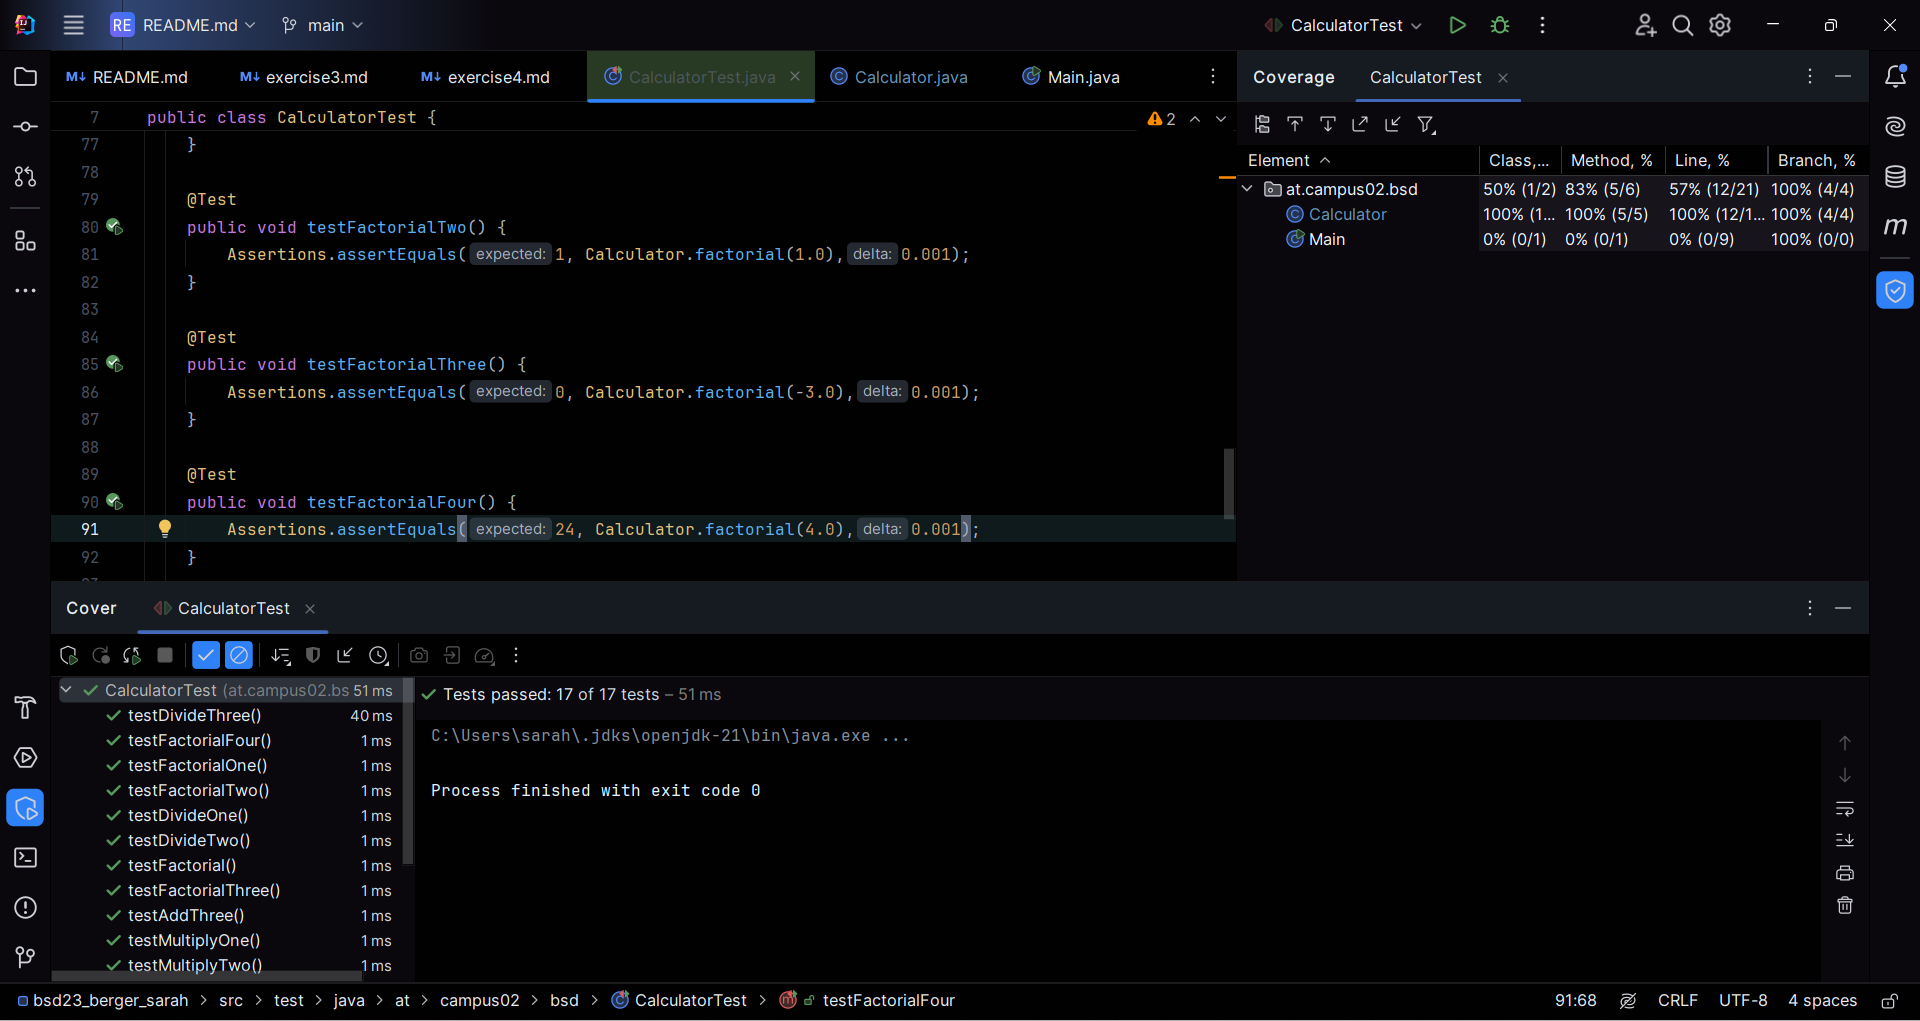 RE README.md main CalculatorTest
README.md exercise3.md exercise4.md CalculatorTest.java Calculator.java Main.java
Coverage CalculatorTest
7 public class CalculatorTest { 2
77 }
78
79 @Test
80 public void testFactorialTwo() {
81 Assertions.assertEquals( expected: 1, Calculator.factorial(1.0), delta: 0.001);
82 }
83
84 @Test
85 public void testFactorialThree() {
86 Assertions.assertEquals( expected: 0, Calculator.factorial(-3.0), delta: 0.001);
87 }
88
89 @Test
90 public void testFactorialFour() {
91 Assertions.assertEquals( expected: 24, Calculator.factorial(4.0), delta: 0.001);
92 }
Element Class,... Method, % Line, % Branch, %
at.campus02.bsd 50% (1/2) 83% (5/6) 57% (12/21) 100% (4/4)
Calculator 100% (1... 100% (5/5) 100% (12/1... 100% (4/4)
Main 0% (0/1) 0% (0/1) 0% (0/9) 100% (0/0)
Cover CalculatorTest
CalculatorTest (at.campus02.bs 51 ms
testDivideThree() 40 ms
testFactorialFour() 1 ms
testFactorialOne() 1 ms
testFactorialTwo() 1 ms
testDivideOne() 1 ms
testDivideTwo() 1 ms
testFactorial() 1 ms
testFactorialThree() 1 ms
testAddThree() 1 ms
testMultiplyOne() 1 ms
testMultiplyTwo() 1 ms
Tests passed: 17 of 17 tests – 51 ms
C:\Users\sarah\.jdks\openjdk-21\bin\java.exe ...
Process finished with exit code 0
bsd23_berger_sarah > src > test > java > at > campus02 > bsd > CalculatorTest > testFactorialFour
91:68 CRLF UTF-8 4 spaces